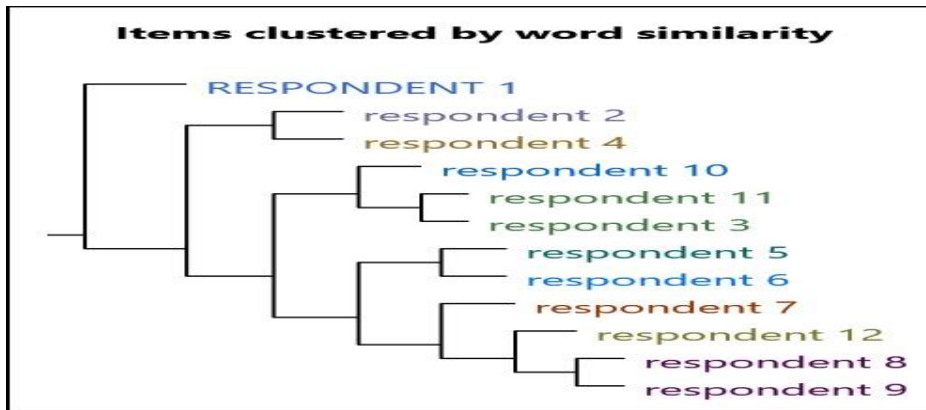 Items clustered by word similarity
RESPONDENT 1
respondent 2
respondent 4
respondent 10
respondent 11
respondent 3
respondent 5
respondent 6
respondent 7
respondent 12
respondent 8
respondent 9